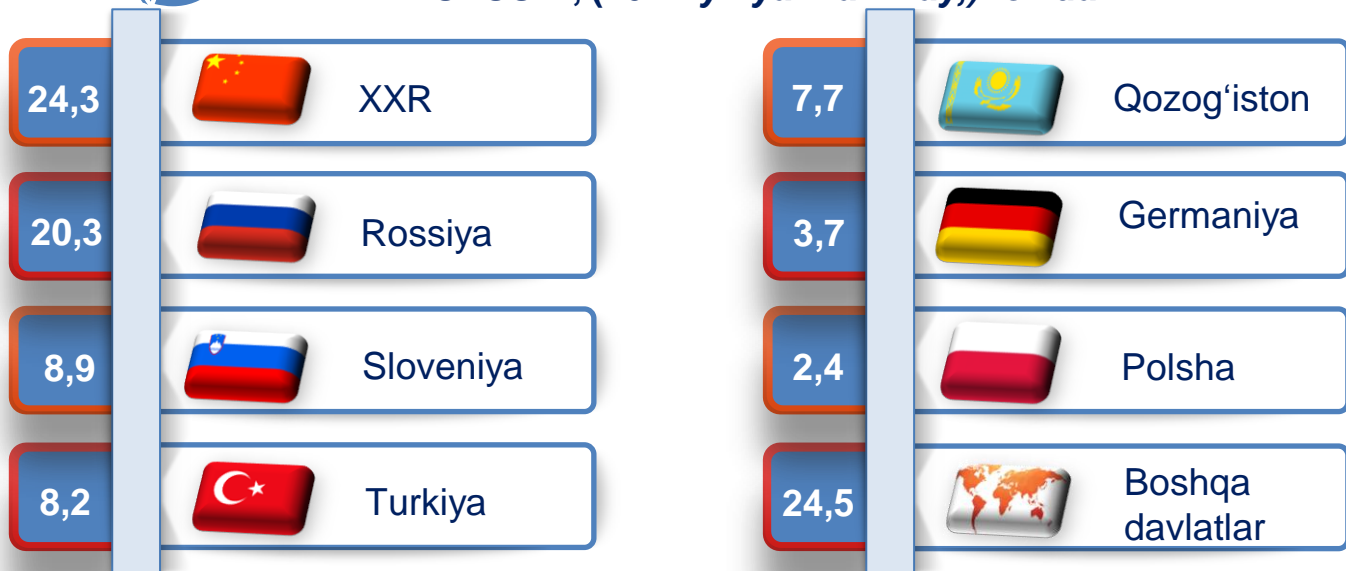 24,3 XXR
20,3 Rossiya
8,9 Sloveniya
8,2 Turkiya
7,7 Qozog‘iston
3,7 Germaniya
2,4 Polsha
24,5 Boshqa
davlatlar